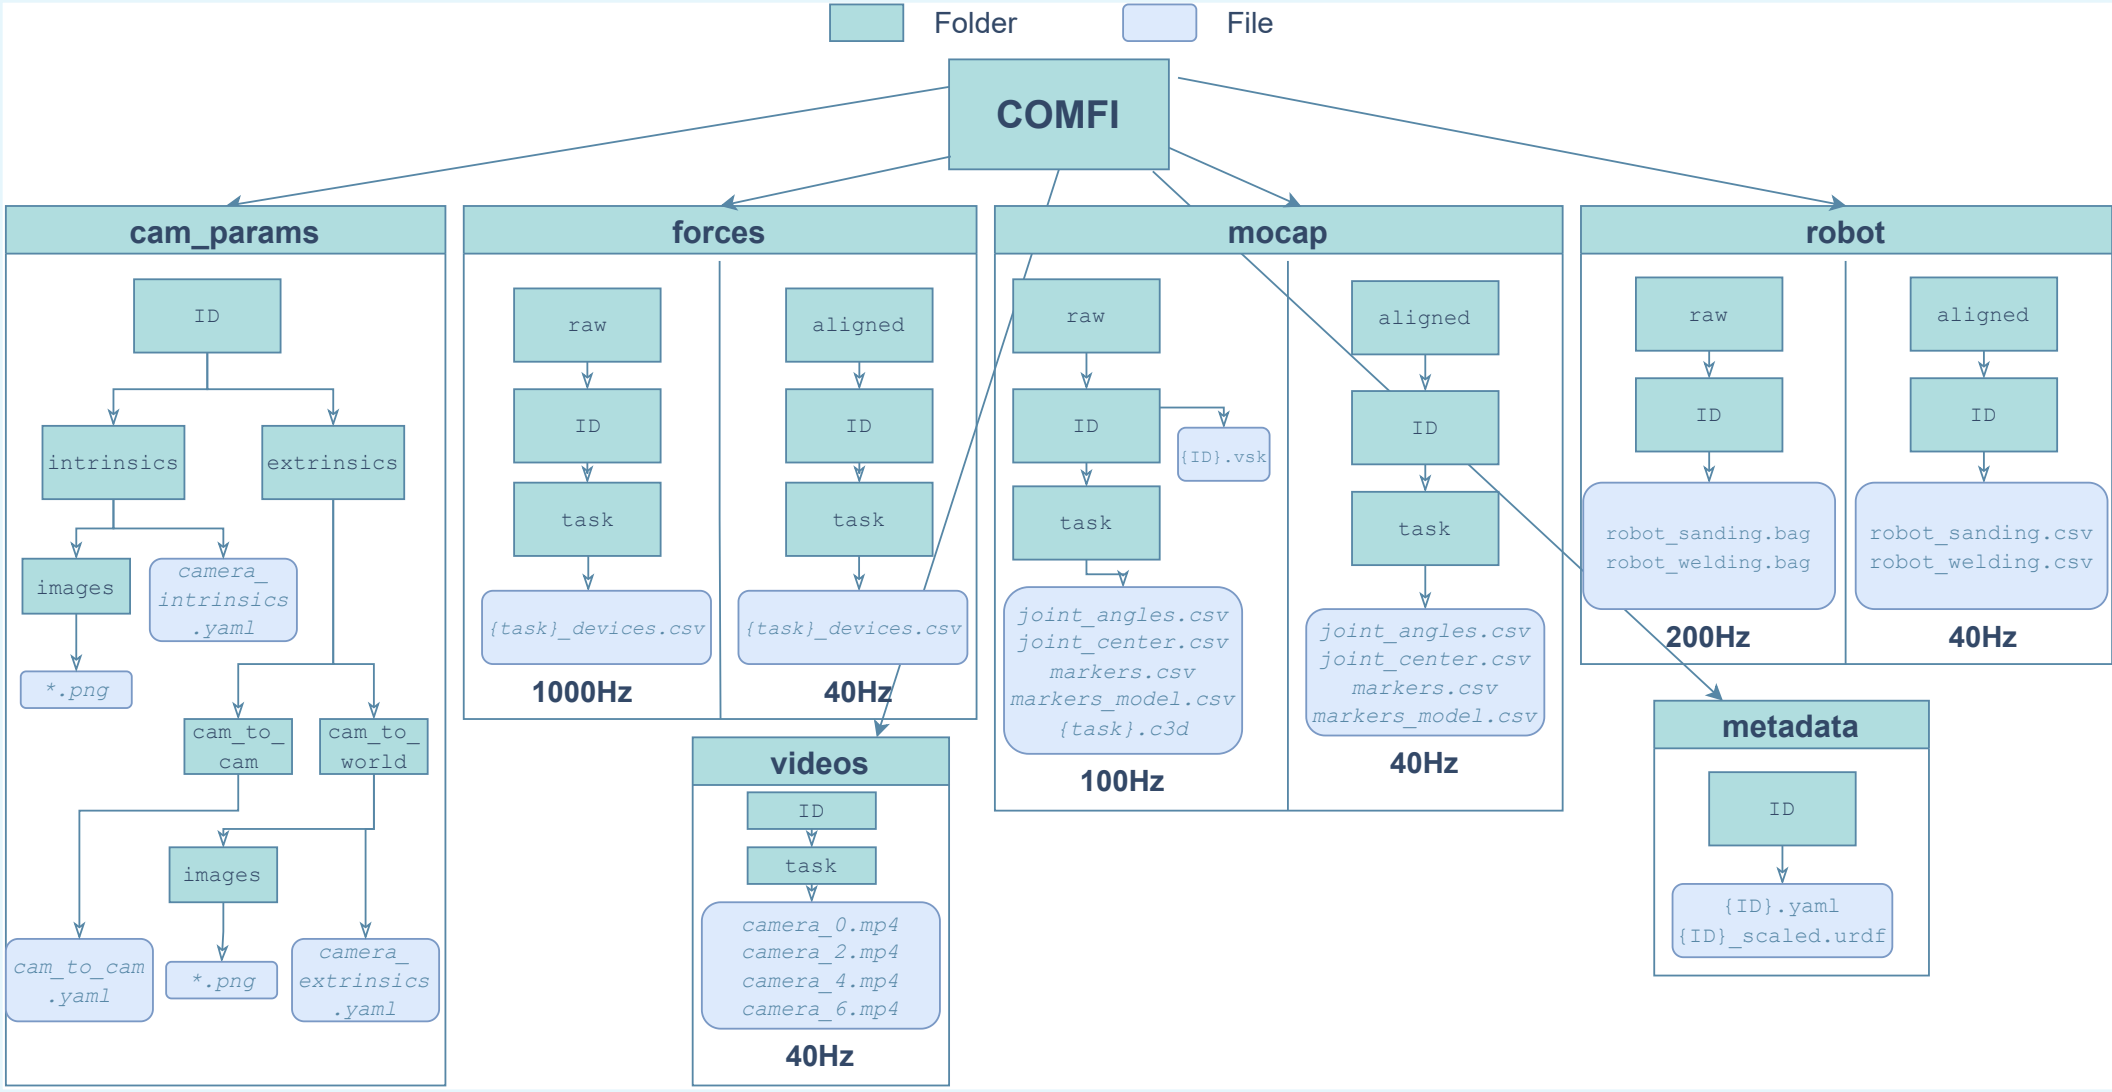 Folder
File
COMFI
cam_params
ID
intrinsics
extrinsics
images
camera_
intrinsics
.yaml
*.png
cam_to_
cam
cam_to_
world
images
cam_to_cam
.yaml
*.png
camera_
extrinsics
.yaml
forces
raw
ID
task
{task}_devices.csv
1000Hz
aligned
ID
task
{task}_devices.csv
40Hz
videos
ID
task
camera_0.mp4
camera_2.mp4
camera_4.mp4
camera_6.mp4
40Hz
mocap
raw
ID
{ID}.vsk
task
joint_angles.csv
joint_center.csv
markers.csv
markers_model.csv
{task}.c3d
100Hz
aligned
ID
task
joint_angles.csv
joint_center.csv
markers.csv
markers_model.csv
40Hz
robot
raw
ID
robot_sanding.bag
robot_welding.bag
200Hz
aligned
ID
robot_sanding.csv
robot_welding.csv
40Hz
metadata
ID
{ID}.yaml
{ID}_scaled.urdf